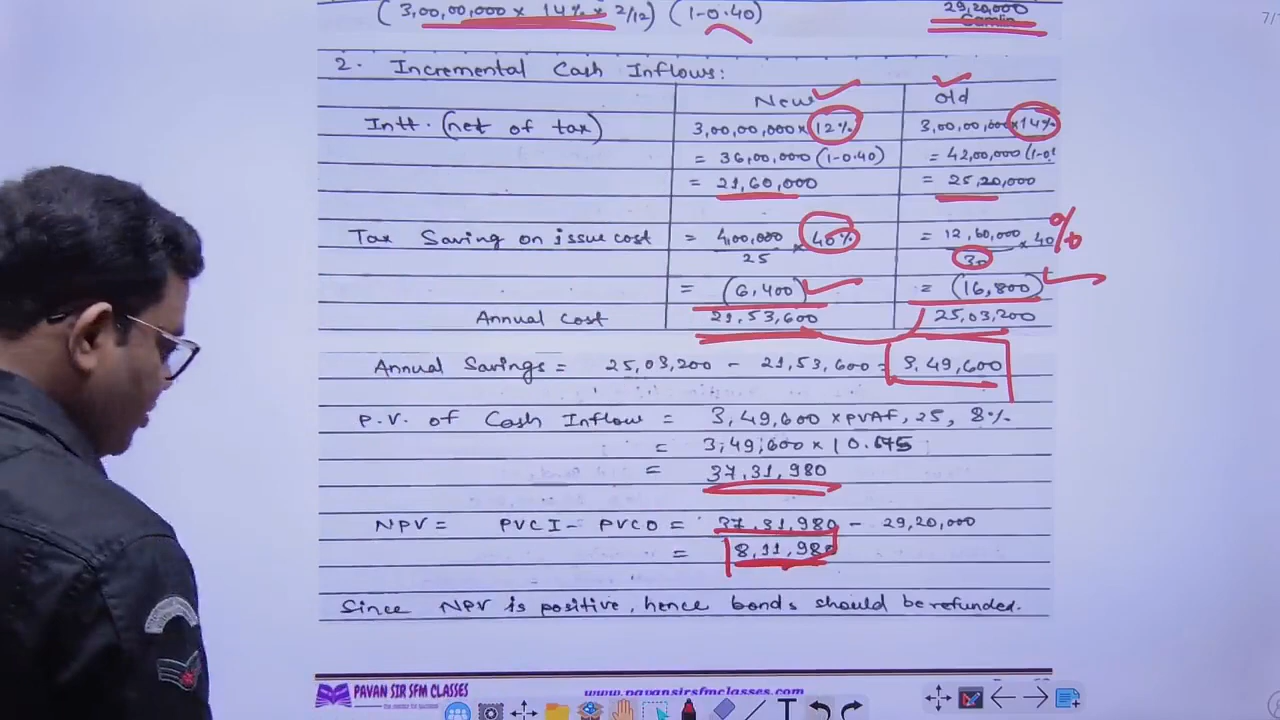 (3,00,00,000 x 14% x 2/12) (1-0.40) 29,20,000
Camlin
7/
2. Incremental Cash Inflows:
New Old
Intt. (net of tax) 3,00,00,000 x 12% 3,00,00,000 x 14%
= 36,00,000 (1-0.40) = 42,00,000 (1-0.
= 21,60,000 = 25,20,000
Tax Saving on issue cost = 4,00,000 x 40% = 12,60,000 x 40 %
25 30
= (6,400) = (16,800)
Annual cost 21,53,600 25,03,200
Annual Savings = 25,03,200 - 21,53,600 = 3,49,600
P.V. of Cash Inflow = 3,49,600 x PVAF, 25, 8%
= 3,49,600 x 10.675
= 37,31,980
NPV = PVCI - PVCO = 37,31,980 - 29,20,000
= 8,11,980
Since NPV is positive, hence bonds should be refunded.
PAVAN SIR SFM CLASSES
www.pavansirsfmclasses.com